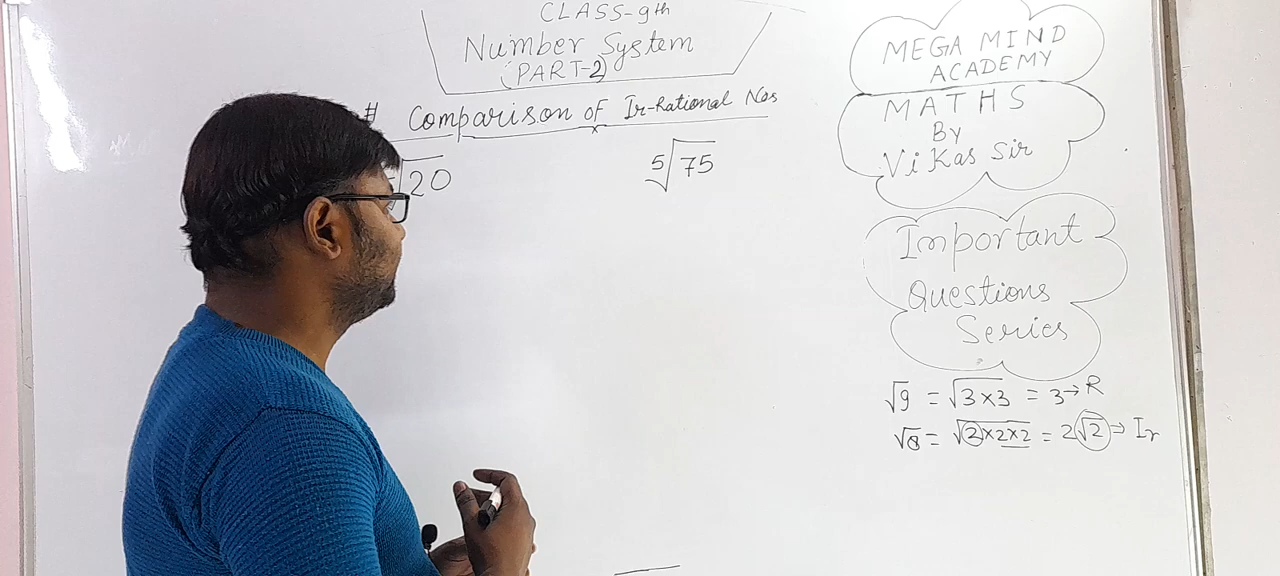 CLASS-9th
Number System
(PART-2)
# Comparison of Ir-Rational Nos
√20
⁵√75
MEGA MIND
ACADEMY
MATHS
By
Vikas Sir
Important
Questions
Series
√9 = √3×3 = 3→R
√8 = √2×2×2 = 2√2→Ir